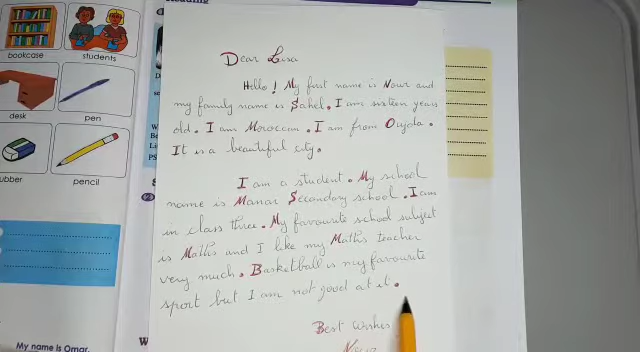 Reading
bookcase
students
desk
pen
rubber
pencil
My name is Omar.
Dear Lisa
Hello! My first name is Nour and
my family name is Sahel. I am sixteen years
old. I am Moroccan. I am from Oujda.
It is a beautiful city.
I am a student. My school
name is Manar Secondary school. I am
in class three. My favourite school subject
is Maths and I like my Maths teacher
very much. Basketball is my favourite
sport but I am not good at it.
Best wishes
Nour